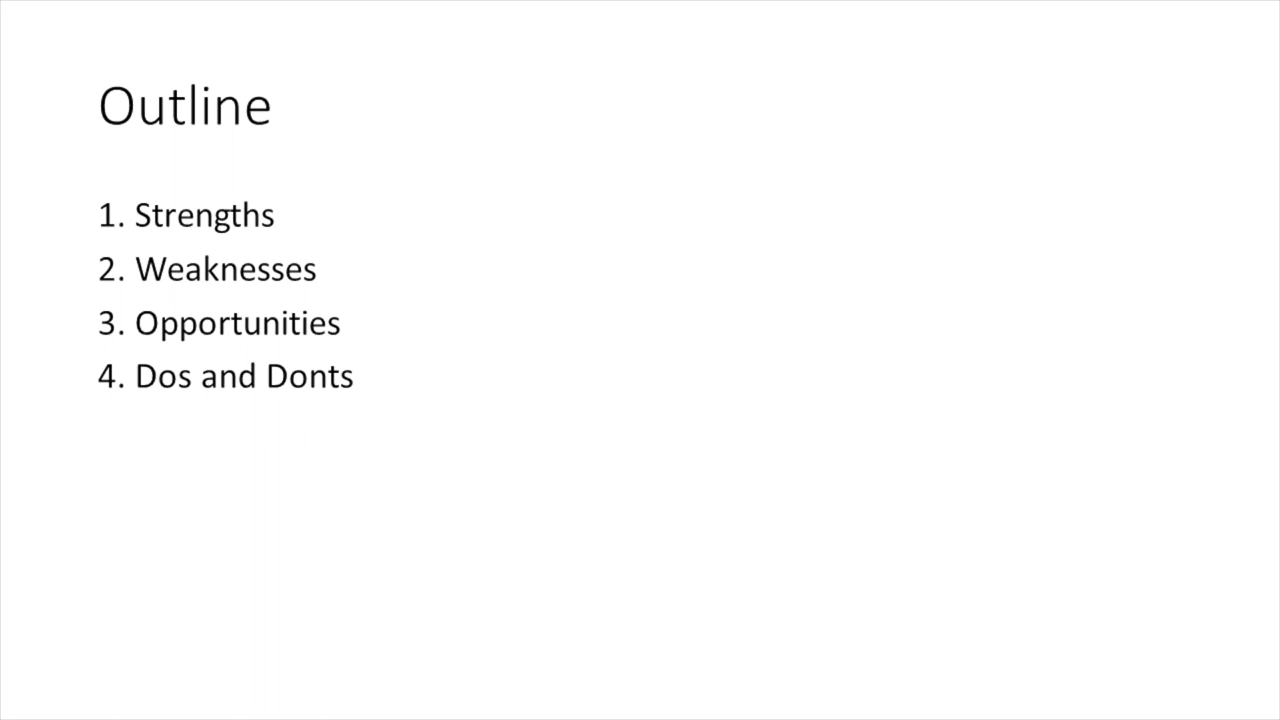 Outline
1. Strengths
2. Weaknesses
3. Opportunities
4. Dos and Donts